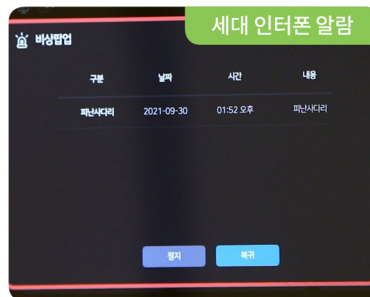 세대 인터폰 알람
비상팝업
구분 날짜 시간 내용
피난사다리 2021-09-30 01:52 오후 피난사다리
정지 복귀